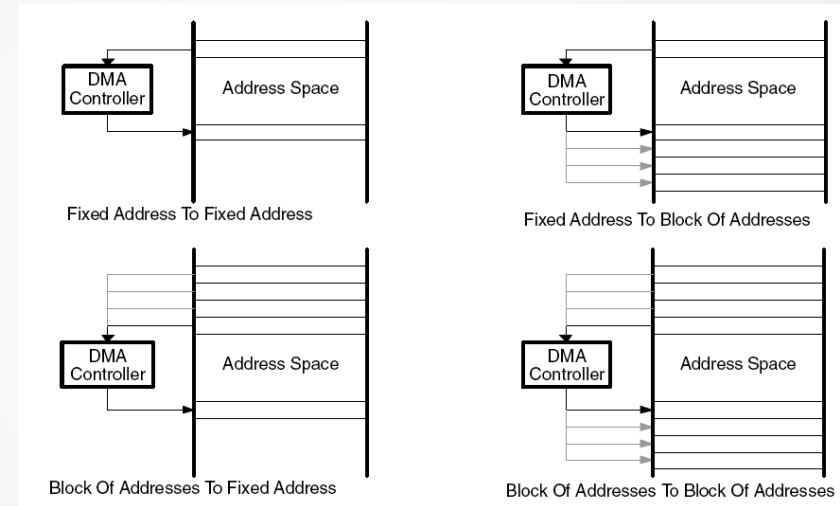 DMA
Controller
Address Space
Fixed Address To Fixed Address
DMA
Controller
Address Space
Fixed Address To Block Of Addresses
DMA
Controller
Address Space
Block Of Addresses To Fixed Address
DMA
Controller
Address Space
Block Of Addresses To Block Of Addresses